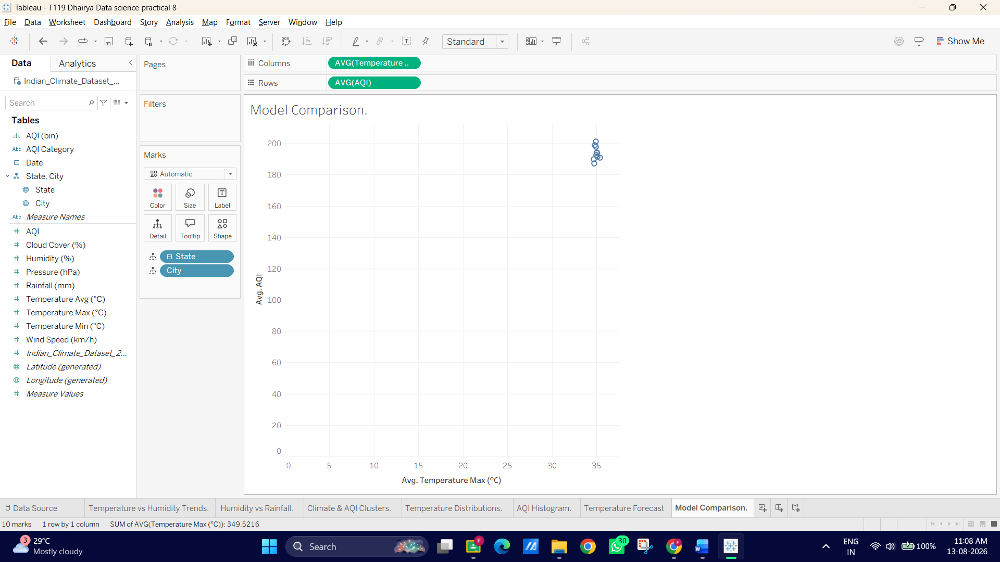 Tableau - T119 Dhairya Data science practical 8
File Data Worksheet Dashboard Story Analysis Map Format Server Window Help
Standard
Show Me
Data
Analytics
Indian_Climate_Dataset_...
Search
Tables
AQI (bin)
Abc AQI Category
Date
State, City
State
City
Abc Measure Names
AQI
Cloud Cover (%)
Humidity (%)
Pressure (hPa)
Rainfall (mm)
Temperature Avg (°C)
Temperature Max (°C)
Temperature Min (°C)
Wind Speed (km/h)
Indian_Climate_Dataset_2...
Latitude (generated)
Longitude (generated)
Measure Values
Pages
Filters
Marks
Automatic
Color
Size
Label
Detail
Tooltip
Shape
State
City
Columns
AVG(Temperature ..
Rows
AVG(AQI)
Model Comparison.
200
180
160
140
120
100
80
60
40
20
0
Avg. AQI
0 5 10 15 20 25 30 35
Avg. Temperature Max (°C)
Data Source
Temperature vs Humidity Trends.
Humidity vs Rainfall.
Climate & AQI Clusters.
Temperature Distributions.
AQI Histogram.
Temperature Forecast
Model Comparison.
10 marks 1 row by 1 column SUM of AVG(Temperature Max (°C)): 349.5216
3
29°C
Mostly cloudy
Search
F
30
F
W
ENG
IN
100%
11:08 AM
13-08-2026